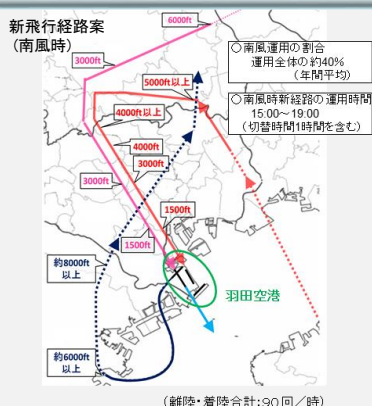 新飛行経路案
(南風時)
6000ft
3000ft
○南風運用の割合
運用全体の約40%
(年間平均)
5000ft以上
○南風時新経路の運用時間
15:00～19:00
(切替時間1時間を含む)
4000ft以上
4000ft
3000ft
3000ft
1500ft
1500ft
約8000ft
以上
羽田空港
約6000ft
以上
(離陸・着陸合計:90回/時)